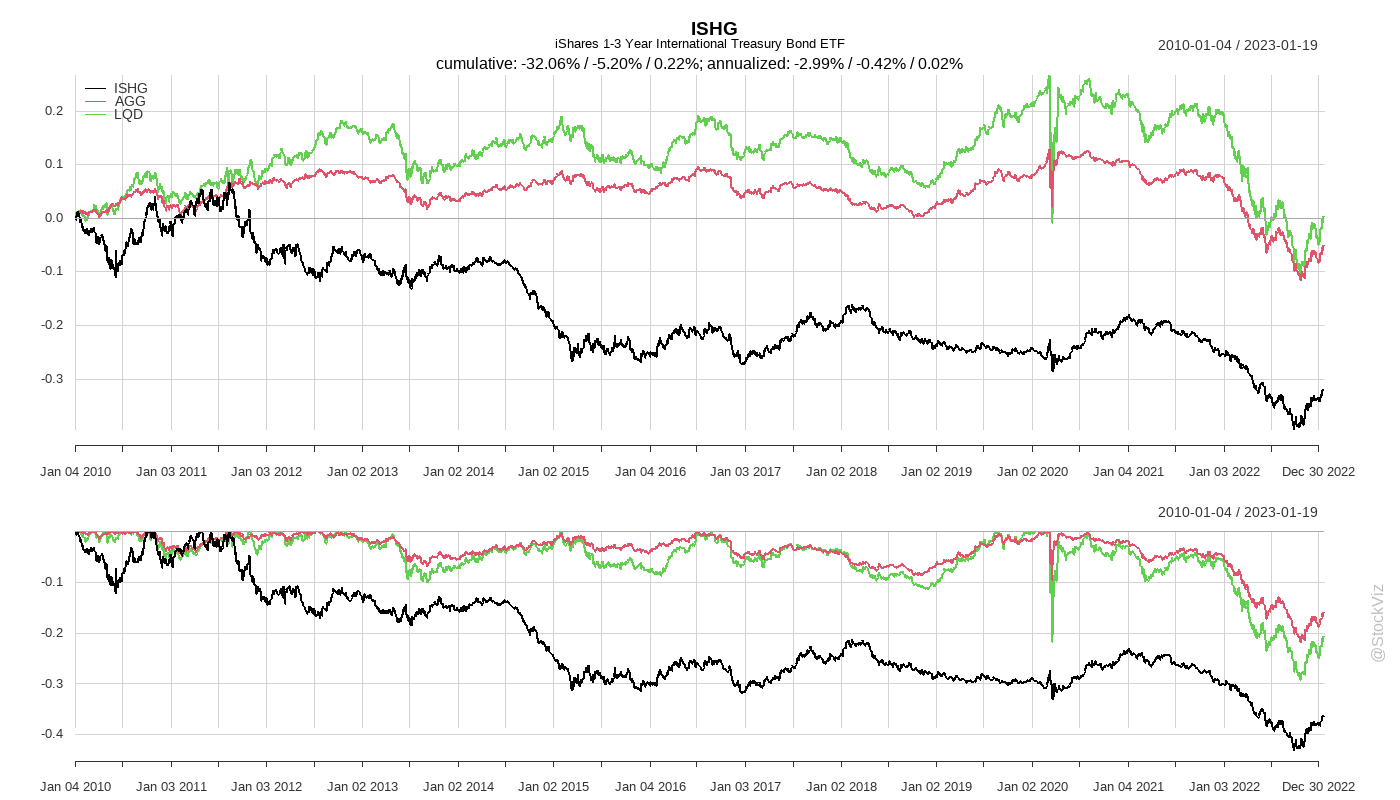 ISHG
iShares 1-3 Year International Treasury Bond ETF
2010-01-04 / 2023-01-19
cumulative: -32.06% / -5.20% / 0.22%; annualized: -2.99% / -0.42% / 0.02%
ISHG
AGG
LQD
0.2
0.1
0.0
-0.1
-0.2
-0.3
Jan 04 2010 Jan 03 2011 Jan 03 2012 Jan 02 2013 Jan 02 2014 Jan 02 2015 Jan 04 2016 Jan 03 2017 Jan 02 2018 Jan 02 2019 Jan 02 2020 Jan 04 2021 Jan 03 2022 Dec 30 2022
2010-01-04 / 2023-01-19
-0.1
-0.2
-0.3
-0.4
Jan 04 2010 Jan 03 2011 Jan 03 2012 Jan 02 2013 Jan 02 2014 Jan 02 2015 Jan 04 2016 Jan 03 2017 Jan 02 2018 Jan 02 2019 Jan 02 2020 Jan 04 2021 Jan 03 2022 Dec 30 2022
@StockViz